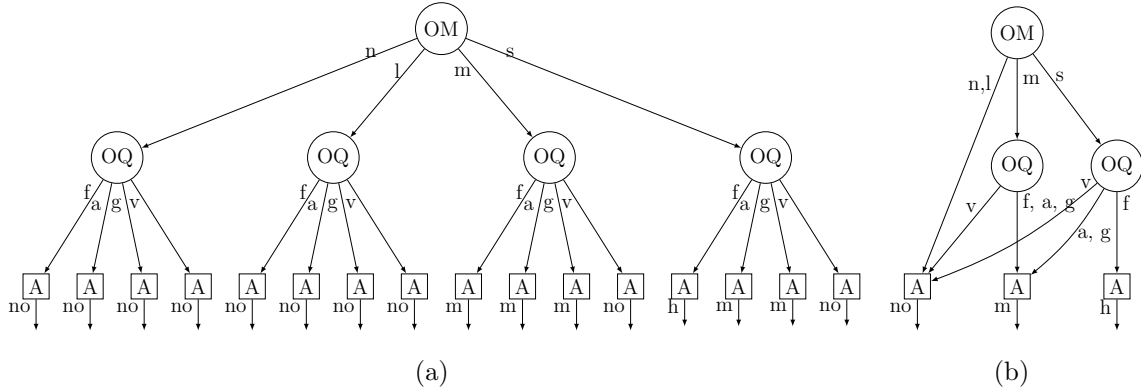 OM OM
n l m s n,l m s
OQ OQ OQ OQ OQ OQ
f a g v f a g v f a g v f a g v v f, a, g v f
a, g
A A A A A A A A A A A A A A A A A A A
no no no no no no no no m m m no h m m no no m h
(a) (b)